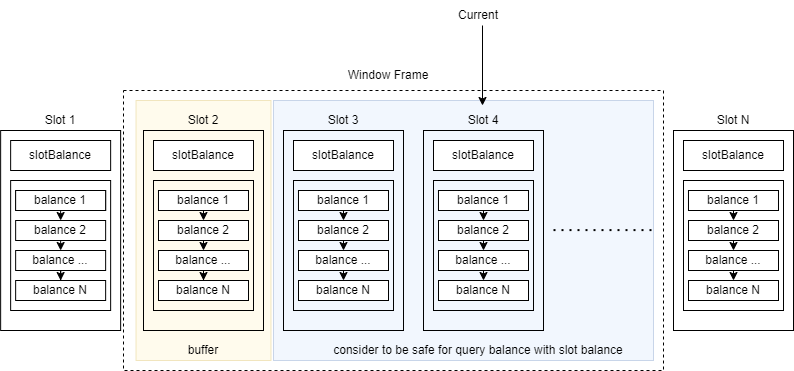 Current
Window Frame
Slot 1
Slot 2
Slot 3
Slot 4
Slot N
slotBalance
slotBalance
slotBalance
slotBalance
slotBalance
balance 1
balance 1
balance 1
balance 1
balance 1
balance 2
balance 2
balance 2
balance 2
balance 2
balance ...
balance ...
balance ...
balance ...
balance ...
balance N
balance N
balance N
balance N
balance N
buffer
consider to be safe for query balance with slot balance